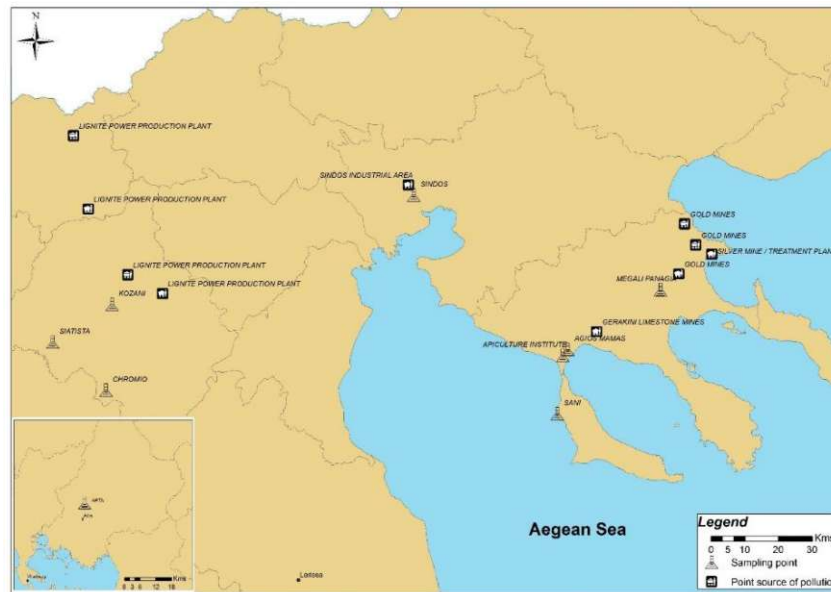 N
LIGNITE POWER PRODUCTION PLANT
SINDOS INDUSTRIAL AREA
SINDOS
LIGNITE POWER PRODUCTION PLANT
GOLD MINES
GOLD MINES
SILVER MINE / TREATMENT PLAN
GOLD MINES
LIGNITE POWER PRODUCTION PLANT
MEGALI PANAGI
LIGNITE POWER PRODUCTION PLANT
KOZANI
GERAKINI LIMESTONE MINES
SIATISTA
APICULTURE INSTITUTE
AGIOS MAMAS
CHROMIO
SANI
Aegean Sea
Legend
Kms
0 5 10 20 30
Sampling point
Point source of pollution
Kms
Larissa